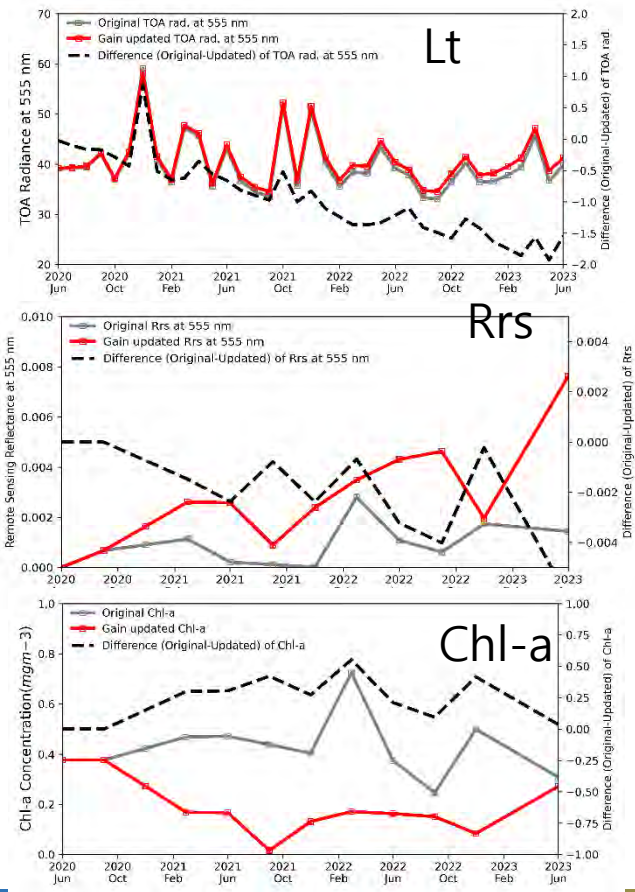 Lt
Original TOA rad. at 555 nm
Gain updated TOA rad. at 555 nm
Difference (Original-Updated) of TOA rad. at 555 nm
TOA Radiance at 555 nm
70
60
50
40
30
20
Difference (Original-Updated) of TOA rad.
2.0
1.5
1.0
0.5
0.0
−0.5
−1.0
−1.5
−2.0
2020 2020 2021 2021 2021 2022 2022 2022 2023 2023
Jun Oct Feb Jun Oct Feb Jun Oct Feb Jun
Rrs
Original Rrs at 555 nm
Gain updated Rrs at 555 nm
Difference (Original-Updated) of Rrs at 555 nm
Remote Sensing Reflectance at 555 nm
0.010
0.008
0.006
0.004
0.002
0.000
Difference (Original-Updated) of Rrs
0.004
0.002
0.000
−0.002
−0.004
2020 2020 2021 2021 2021 2022 2022 2022 2023 2023
Chl-a
Original Chl-a
Gain updated Chl-a
Difference (Original-Updated) of Chl-a
Chl-a Concentration(mgm−3)
1.0
0.8
0.6
0.4
0.2
0.0
Difference (Original-Updated) of Chl-a
1.00
0.75
0.50
0.25
0.00
−0.25
−0.50
−0.75
−1.00
2020 2020 2021 2021 2021 2022 2022 2022 2023 2023
Jun Oct Feb Jun Oct Feb Jun Oct Feb Jun